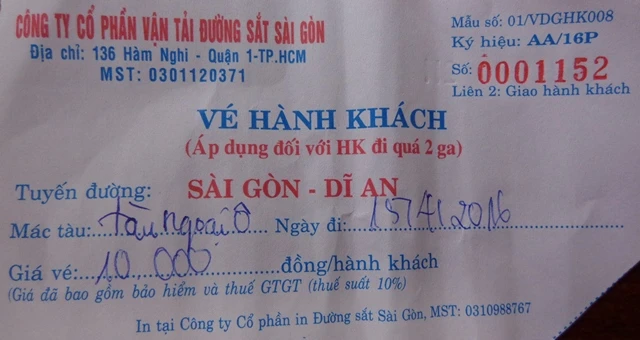 CÔNG TY CỔ PHẦN VẬN TẢI ĐƯỜNG SẮT SÀI GÒN
Địa chỉ: 136 Hàm Nghi - Quận 1-TP.HCM
MST: 0301120371
Mẫu số: 01/VDGHK008
Ký hiệu: AA/16P
Số: 0001152
Liên 2: Giao hành khách
VÉ HÀNH KHÁCH
(Áp dụng đối với HK đi quá 2 ga)
Tuyến đường: SÀI GÒN - DĨ AN
Mác tàu: tàu ngoại ô Ngày đi: 2016
Giá vé: 10 000 đồng/hành khách
(Giá đã bao gồm bảo hiểm và thuế GTGT (thuế suất 10%)
In tại Công ty Cổ phần in Đường sắt Sài Gòn, MST: 0310988767